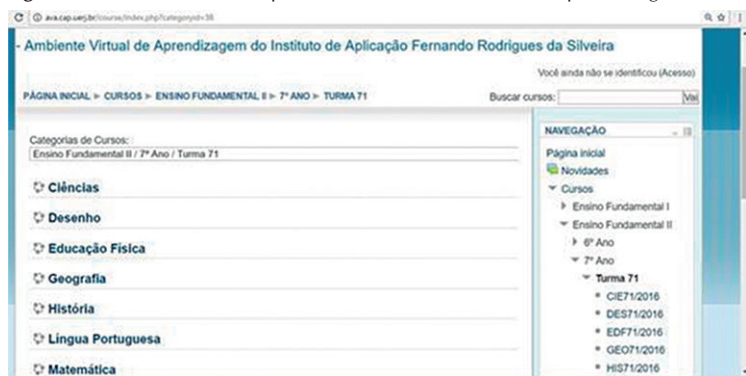 ava.cap.uerj.br/course/index.php?categoryid=38
- Ambiente Virtual de Aprendizagem do Instituto de Aplicação Fernando Rodrigues da Silveira
Você ainda não se identificou (Acesso)
PÁGINA INICIAL ► CURSOS ► ENSINO FUNDAMENTAL II ► 7º ANO ► TURMA 71
Buscar cursos: Vai
Categorias de Cursos:
Ensino Fundamental II / 7º Ano / Turma 71
Ciências
Desenho
Educação Física
Geografia
História
Língua Portuguesa
Matemática
NAVEGAÇÃO
Página inicial
Novidades
Cursos
Ensino Fundamental I
Ensino Fundamental II
6º Ano
7º Ano
Turma 71
CIE71/2016
DES71/2016
EDF71/2016
GEO71/2016
HIS71/2016